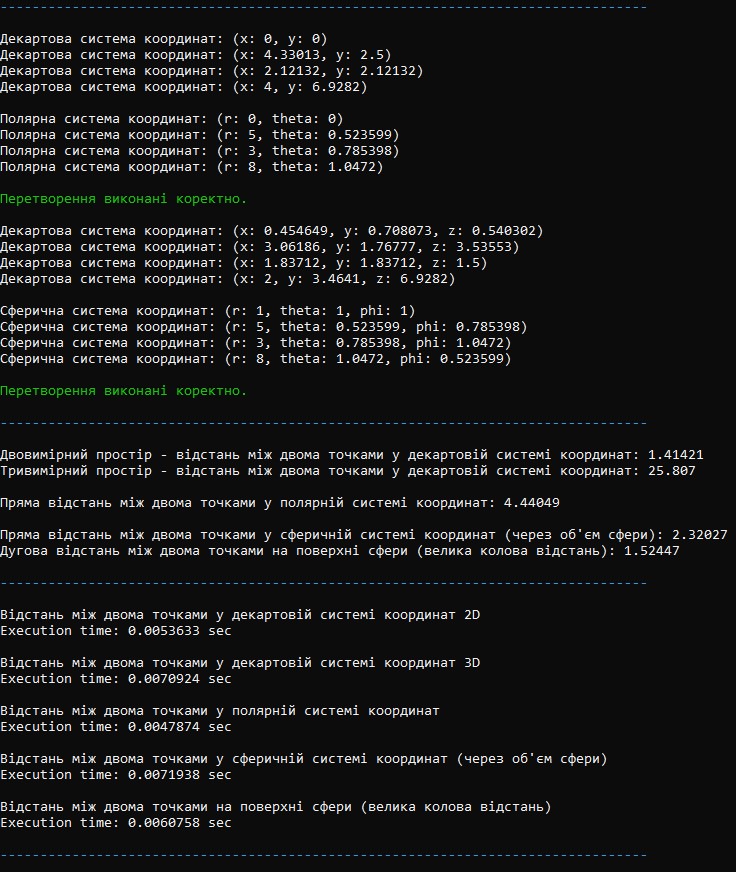 ---------------------------------------------------------------------------------
Декартова система координат: (x: 0, y: 0)
Декартова система координат: (x: 4.33013, y: 2.5)
Декартова система координат: (x: 2.12132, y: 2.12132)
Декартова система координат: (x: 4, y: 6.9282)
Полярна система координат: (r: 0, theta: 0)
Полярна система координат: (r: 5, theta: 0.523599)
Полярна система координат: (r: 3, theta: 0.785398)
Полярна система координат: (r: 8, theta: 1.0472)
Перетворення виконані коректно.
Декартова система координат: (x: 0.454649, y: 0.708073, z: 0.540302)
Декартова система координат: (x: 3.06186, y: 1.76777, z: 3.53553)
Декартова система координат: (x: 1.83712, y: 1.83712, z: 1.5)
Декартова система координат: (x: 2, y: 3.4641, z: 6.9282)
Сферична система координат: (r: 1, theta: 1, phi: 1)
Сферична система координат: (r: 5, theta: 0.523599, phi: 0.785398)
Сферична система координат: (r: 3, theta: 0.785398, phi: 1.0472)
Сферична система координат: (r: 8, theta: 1.0472, phi: 0.523599)
Перетворення виконані коректно.
---------------------------------------------------------------------------------
Двовимірний простір - відстань між двома точками у декартовій системі координат: 1.41421
Тривимірний простір - відстань між двома точками у декартовій системі координат: 25.807
Пряма відстань між двома точками у полярній системі координат: 4.44049
Пряма відстань між двома точками у сферичній системі координат (через об'єм сфери): 2.32027
Дугова відстань між двома точками на поверхні сфери (велика колова відстань): 1.52447
---------------------------------------------------------------------------------
Відстань між двома точками у декартовій системі координат 2D
Execution time: 0.0053633 sec
Відстань між двома точками у декартовій системі координат 3D
Execution time: 0.0070924 sec
Відстань між двома точками у полярній системі координат
Execution time: 0.0047874 sec
Відстань між двома точками у сферичній системі координат (через об'єм сфери)
Execution time: 0.0071938 sec
Відстань між двома точками на поверхні сфери (велика колова відстань)
Execution time: 0.0060758 sec
---------------------------------------------------------------------------------